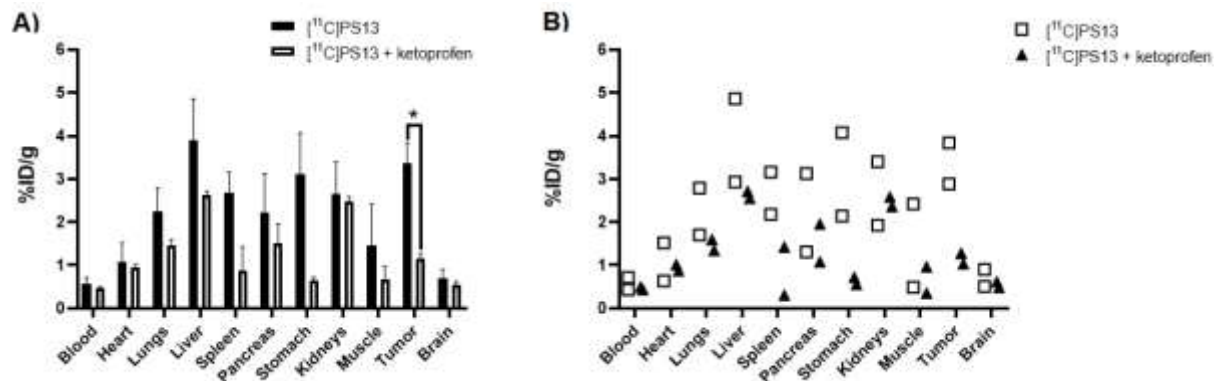 A)
[¹¹C]PS13
[¹¹C]PS13 + ketoprofen
6
5
4
3
2
1
0
%ID/g
*
Blood
Heart
Lungs
Liver
Spleen
Pancreas
Stomach
Kidneys
Muscle
Tumor
Brain
B)
[¹¹C]PS13
[¹¹C]PS13 + ketoprofen
6
5
4
3
2
1
0
%ID/g
Blood
Heart
Lungs
Liver
Spleen
Pancreas
Stomach
Kidneys
Muscle
Tumor
Brain